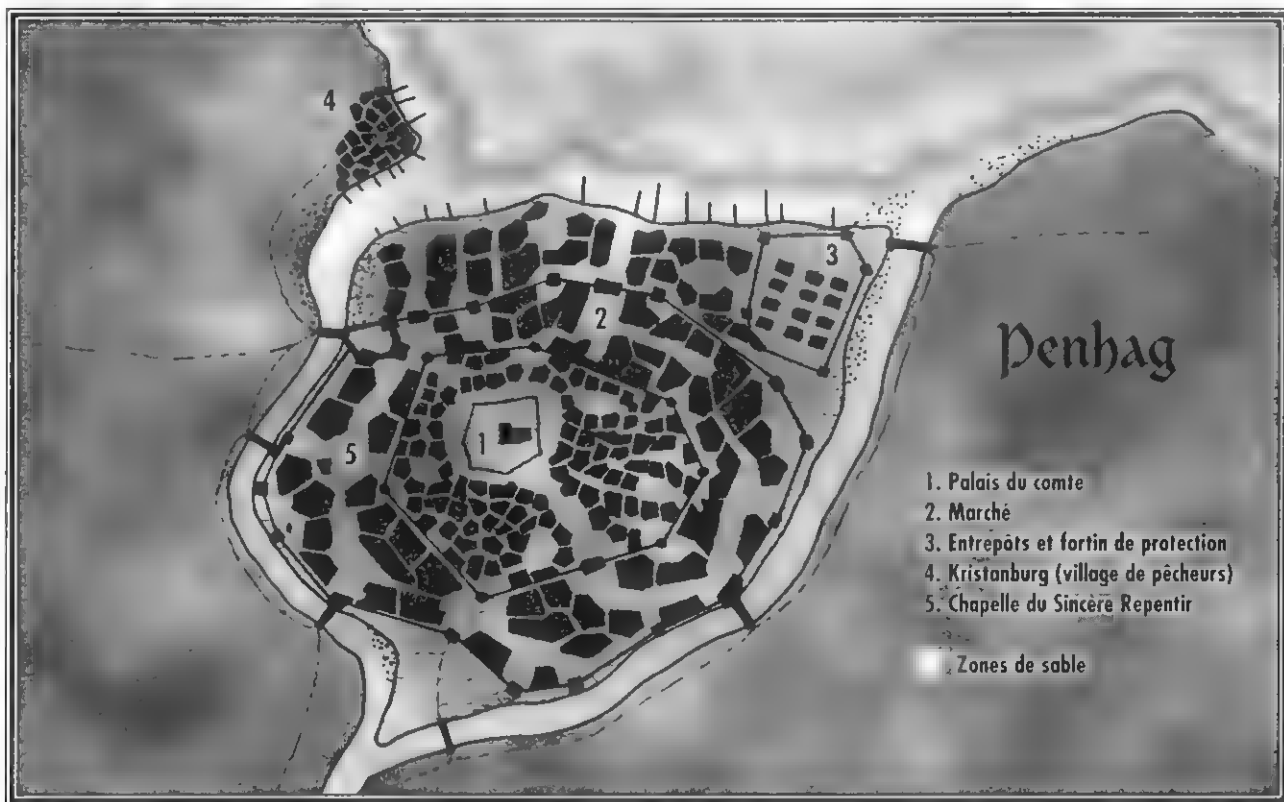 4
3
2
Penhag
1
5
1. Palais du comte
2. Marché
3. Entrepôts et fortin de protection
4. Kristanburg (village de pêcheurs)
5. Chapelle du Sincère Repentir
Zones de sable